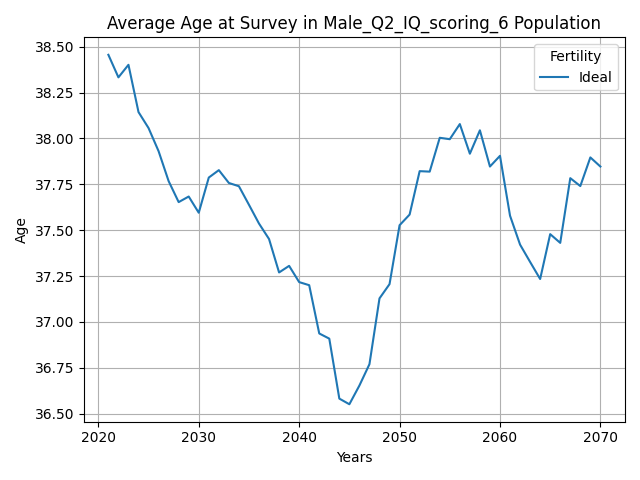 Average Age at Survey in Male_Q2_IQ_scoring_6 Population
Fertility
Ideal
38.50
38.25
38.00
37.75
37.50
37.25
37.00
36.75
36.50
Age
2020 2030 2040 2050 2060 2070
Years